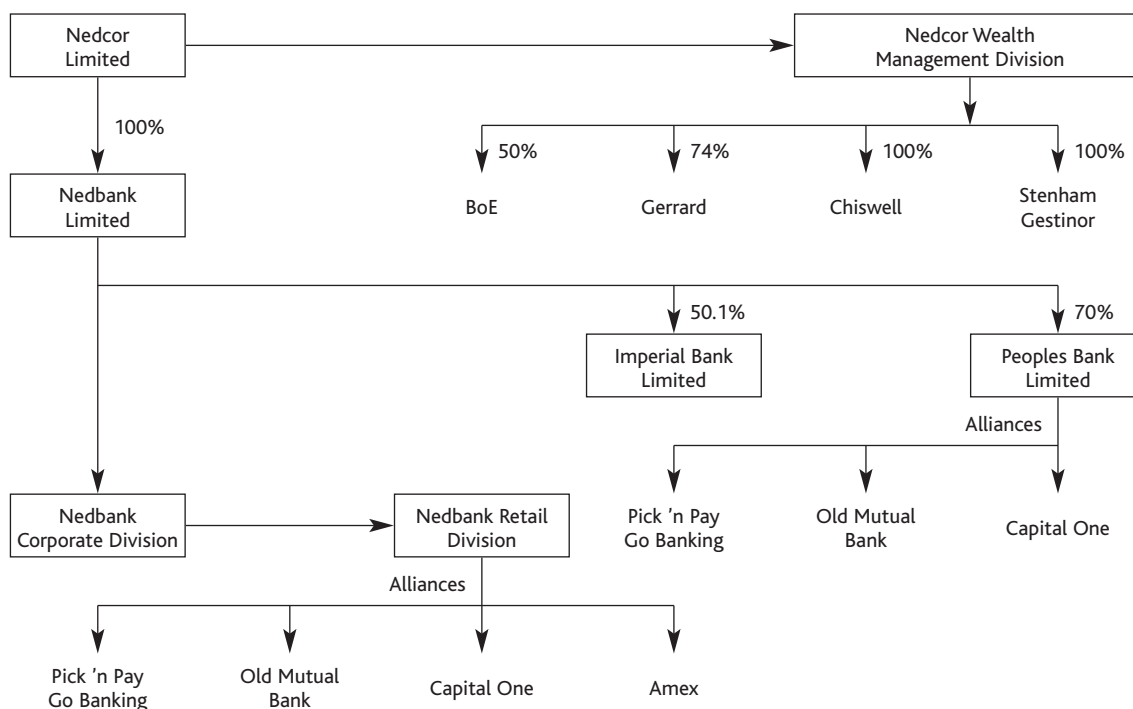 Nedcor
Limited
Nedcor Wealth
Management Division
100%
50%
74%
100%
100%
Nedbank
Limited
BoE
Gerrard
Chiswell
Stenham
Gestinor
50.1%
70%
Imperial Bank
Limited
Peoples Bank
Limited
Alliances
Nedbank
Corporate Division
Nedbank Retail
Division
Pick ’n Pay
Go Banking
Old Mutual
Bank
Capital One
Alliances
Pick ’n Pay
Go Banking
Old Mutual
Bank
Capital One
Amex